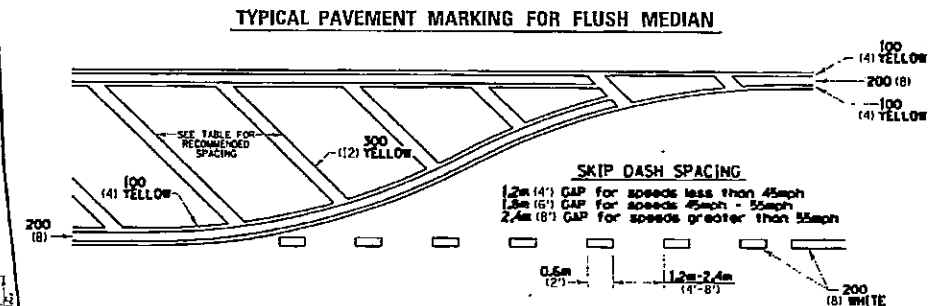 TYPICAL PAVEMENT MARKING FOR FLUSH MEDIAN
100
(4) YELLOW
200 (8)
100
(4) YELLOW
SEE TABLE FOR
RECOMMENDED
SPACING
300
(12) YELLOW
100
(4) YELLOW
200
(8)
SKIP DASH SPACING
1.2m (4') GAP for speeds less than 45mph
1.8m (6') GAP for speeds 45mph - 55mph
2.4m (8') GAP for speeds greater than 55mph
0.6m
(2')
1.2m-2.4m
(4'-8')
200
(8) WHITE